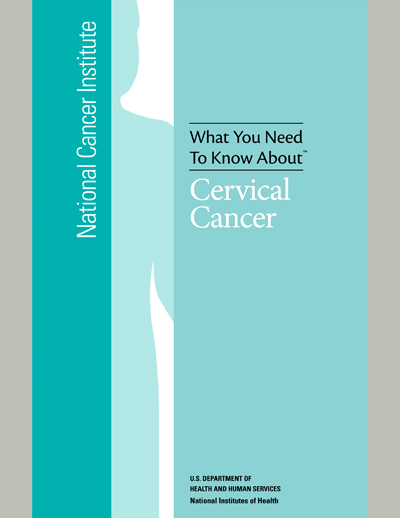 National Cancer Institute
What You Need
To Know About™
Cervical
Cancer
U.S. DEPARTMENT OF
HEALTH AND HUMAN SERVICES
National Institutes of Health